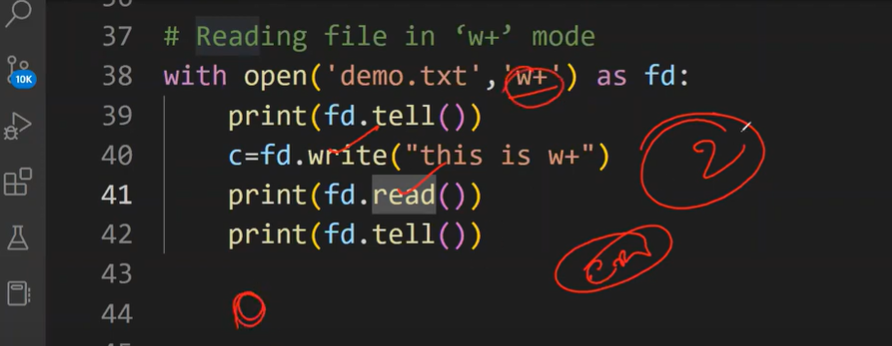 10K
37 # Reading file in ‘w+’ mode
38 with open('demo.txt','w+') as fd:
39 print(fd.tell())
40 c=fd.write("this is w+")
41 print(fd.read())
42 print(fd.tell())
43
44
2